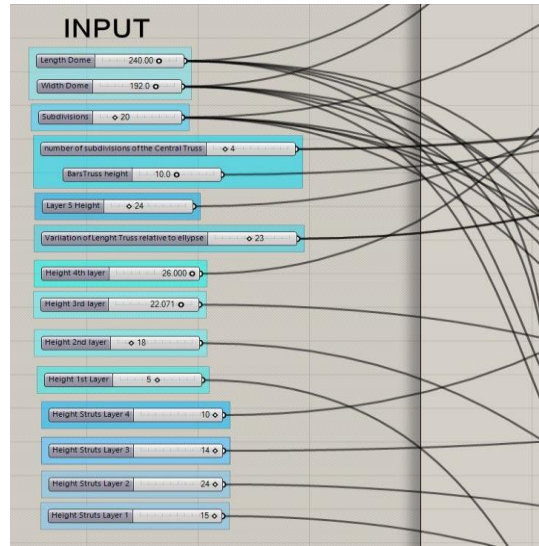 INPUT
Length Dome 240.00
Width Dome 192.0
Subdivisions 20
number of subdivisions of the Central Truss 4
BarsTruss height 10.0
Layer 5 Height 24
Variiation of Lenght Truss relative to ellypse 23
Height 4th layer 26.000
Height 3rd layer 22.071
Height 2nd layer 18
Height 1st Layer 5
Height Struts Layer 4 10
Height Struts Layer 3 14
Height Struts Layer 2 24
Height Struts Layer 1 15